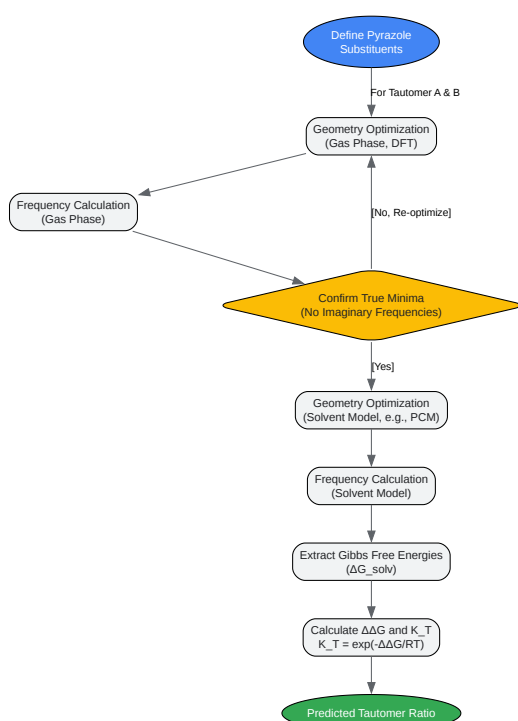 Define Pyrazole
Substituents
For Tautomer A & B
Geometry Optimization
(Gas Phase, DFT)
Frequency Calculation
(Gas Phase)
[No, Re-optimize]
Confirm True Minima
(No Imaginary Frequencies)
[Yes]
Geometry Optimization
(Solvent Model, e.g., PCM)
Frequency Calculation
(Solvent Model)
Extract Gibbs Free Energies
(ΔG_solv)
Calculate ΔΔG and K_T
K_T = exp(-ΔΔG/RT)
Predicted Tautomer Ratio